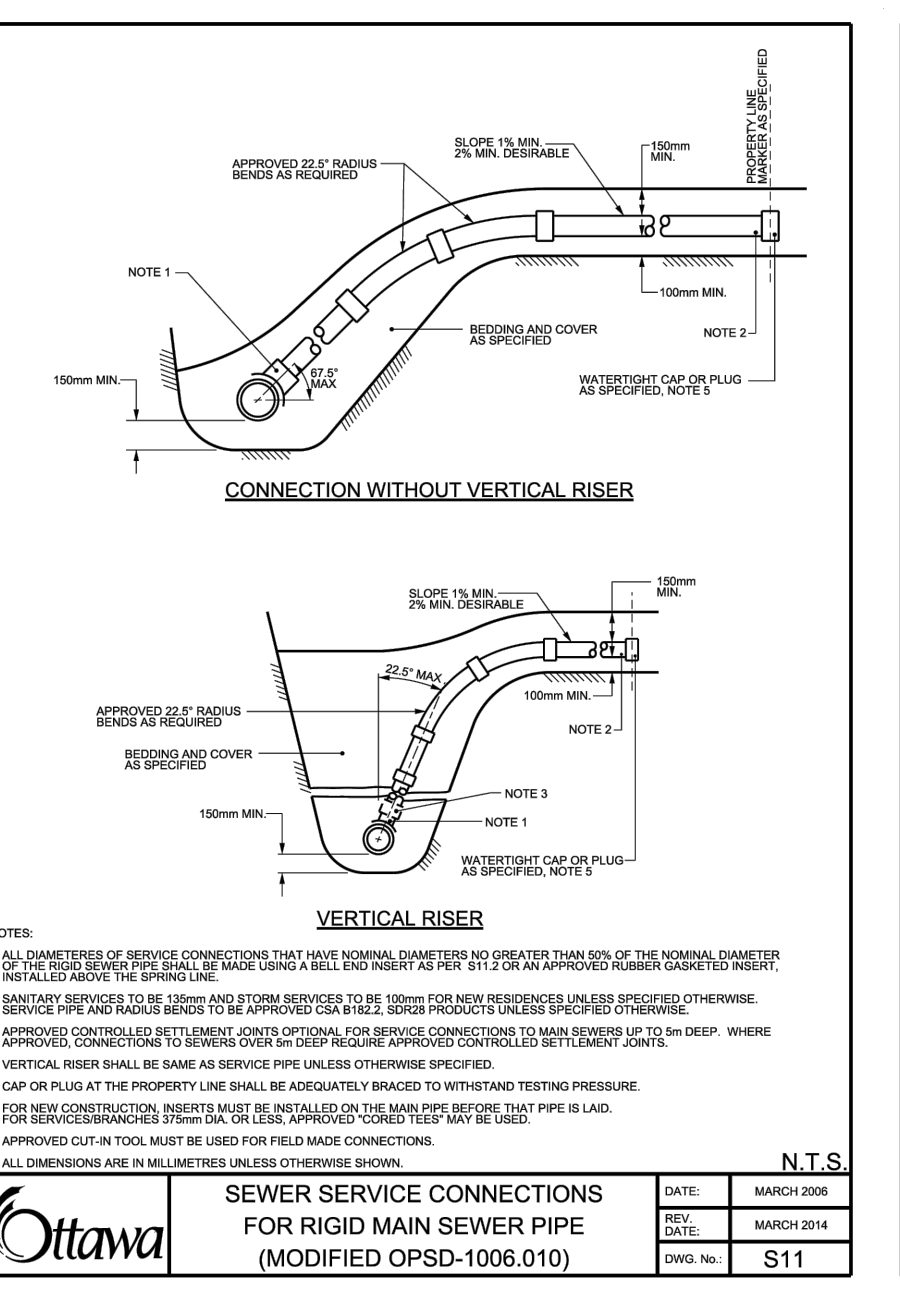 PROPERTY LINE
MARKER AS SPECIFIED
SLOPE 1% MIN.
2% MIN. DESIRABLE
150mm
MIN.
APPROVED 22.5° RADIUS
BENDS AS REQUIRED
NOTE 1
100mm MIN.
BEDDING AND COVER
AS SPECIFIED
NOTE 2
67.5°
MAX
150mm MIN.
WATERTIGHT CAP OR PLUG
AS SPECIFIED, NOTE 5
CONNECTION WITHOUT VERTICAL RISER
150mm
MIN.
SLOPE 1% MIN.
2% MIN. DESIRABLE
22.5° MAX.
100mm MIN.
APPROVED 22.5° RADIUS
BENDS AS REQUIRED
NOTE 2
BEDDING AND COVER
AS SPECIFIED
NOTE 3
150mm MIN.
NOTE 1
WATERTIGHT CAP OR PLUG
AS SPECIFIED, NOTE 5
VERTICAL RISER
OTES:
ALL DIAMETERES OF SERVICE CONNECTIONS THAT HAVE NOMINAL DIAMETERS NO GREATER THAN 50% OF THE NOMINAL DIAMETER
OF THE RIGID SEWER PIPE SHALL BE MADE USING A BELL END INSERT AS PER S11.2 OR AN APPROVED RUBBER GASKETED INSERT,
INSTALLED ABOVE THE SPRING LINE.
SANITARY SERVICES TO BE 135mm AND STORM SERVICES TO BE 100mm FOR NEW RESIDENCES UNLESS SPECIFIED OTHERWISE.
SERVICE PIPE AND RADIUS BENDS TO BE APPROVED CSA B182.2, SDR28 PRODUCTS UNLESS SPECIFIED OTHERWISE.
APPROVED CONTROLLED SETTLEMENT JOINTS OPTIONAL FOR SERVICE CONNECTIONS TO MAIN SEWERS UP TO 5m DEEP. WHERE
APPROVED, CONNECTIONS TO SEWERS OVER 5m DEEP REQUIRE APPROVED CONTROLLED SETTLEMENT JOINTS.
VERTICAL RISER SHALL BE SAME AS SERVICE PIPE UNLESS OTHERWISE SPECIFIED.
CAP OR PLUG AT THE PROPERTY LINE SHALL BE ADEQUATELY BRACED TO WITHSTAND TESTING PRESSURE.
FOR NEW CONSTRUCTION, INSERTS MUST BE INSTALLED ON THE MAIN PIPE BEFORE THAT PIPE IS LAID.
FOR SERVICES/BRANCHES 375mm DIA. OR LESS, APPROVED "CORED TEES" MAY BE USED.
APPROVED CUT-IN TOOL MUST BE USED FOR FIELD MADE CONNECTIONS.
ALL DIMENSIONS ARE IN MILLIMETRES UNLESS OTHERWISE SHOWN.
N.T.S.
Ottawa
SEWER SERVICE CONNECTIONS
FOR RIGID MAIN SEWER PIPE
(MODIFIED OPSD-1006.010)
DATE: MARCH 2006
REV.
DATE: MARCH 2014
DWG. No.: S11